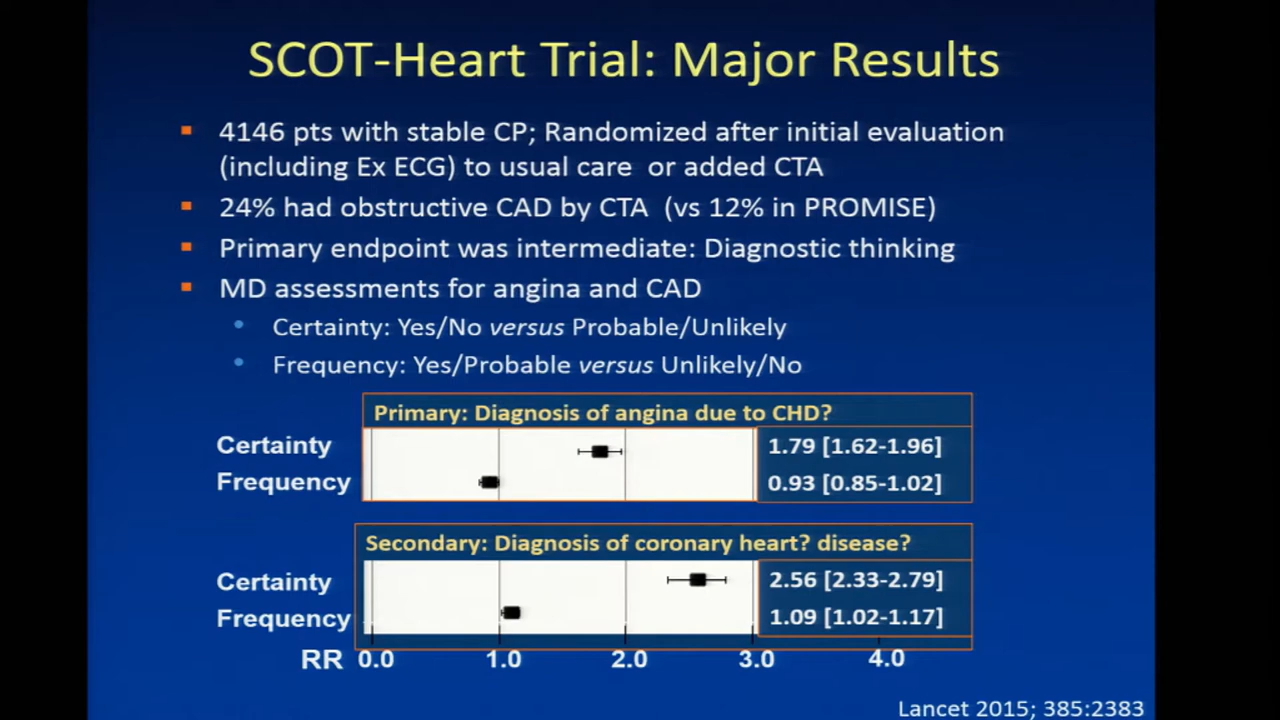 SCOT-Heart Trial: Major Results
4146 pts with stable CP; Randomized after initial evaluation
(including Ex ECG) to usual care or added CTA
24% had obstructive CAD by CTA (vs 12% in PROMISE)
Primary endpoint was intermediate: Diagnostic thinking
MD assessments for angina and CAD
Certainty: Yes/No versus Probable/Unlikely
Frequency: Yes/Probable versus Unlikely/No
Primary: Diagnosis of angina due to CHD?
Certainty 1.79 [1.62-1.96]
Frequency 0.93 [0.85-1.02]
Secondary: Diagnosis of coronary heart? disease?
Certainty 2.56 [2.33-2.79]
Frequency 1.09 [1.02-1.17]
RR 0.0 1.0 2.0 3.0 4.0
Lancet 2015; 385:2383